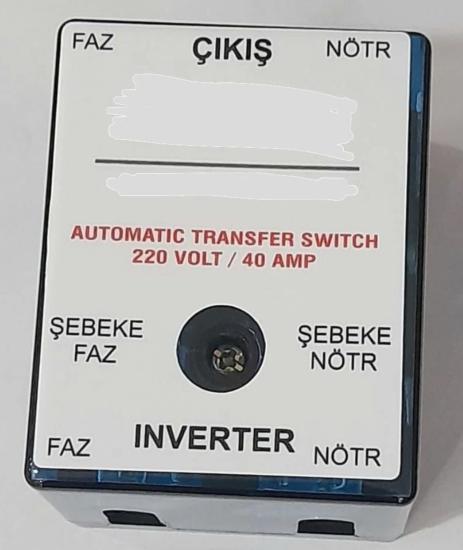 FAZ ÇIKIŞ NÖTR
AUTOMATIC TRANSFER SWITCH
220 VOLT / 40 AMP
ŞEBEKE
FAZ
ŞEBEKE
NÖTR
FAZ INVERTER NÖTR